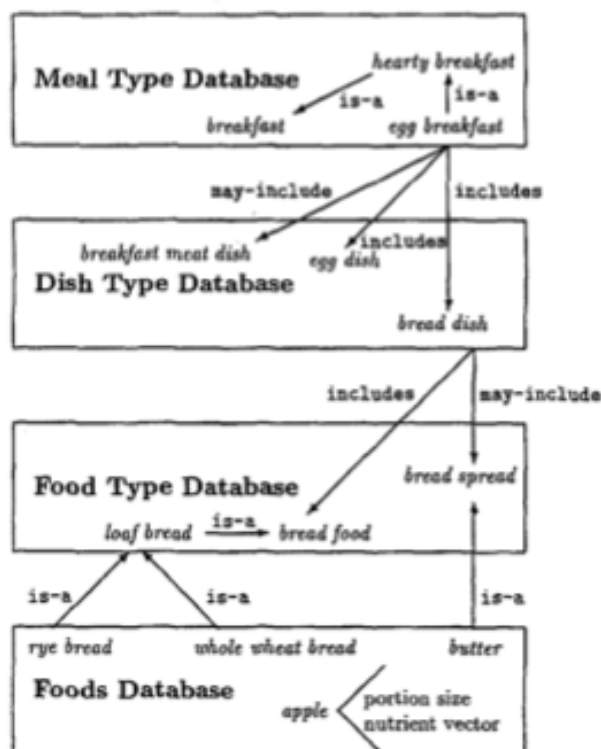 hearty breakfast
Meal Type Database
is-a
is-a
breakfast
egg breakfast
may-include
includes
breakfast meat dish
includes
egg dish
Dish Type Database
bread dish
includes
may-include
bread spread
Food Type Database
is-a
loaf bread
bread food
is-a
is-a
is-a
rye bread
whole wheat bread
butter
Foods Database
portion size
apple
nutrient vector